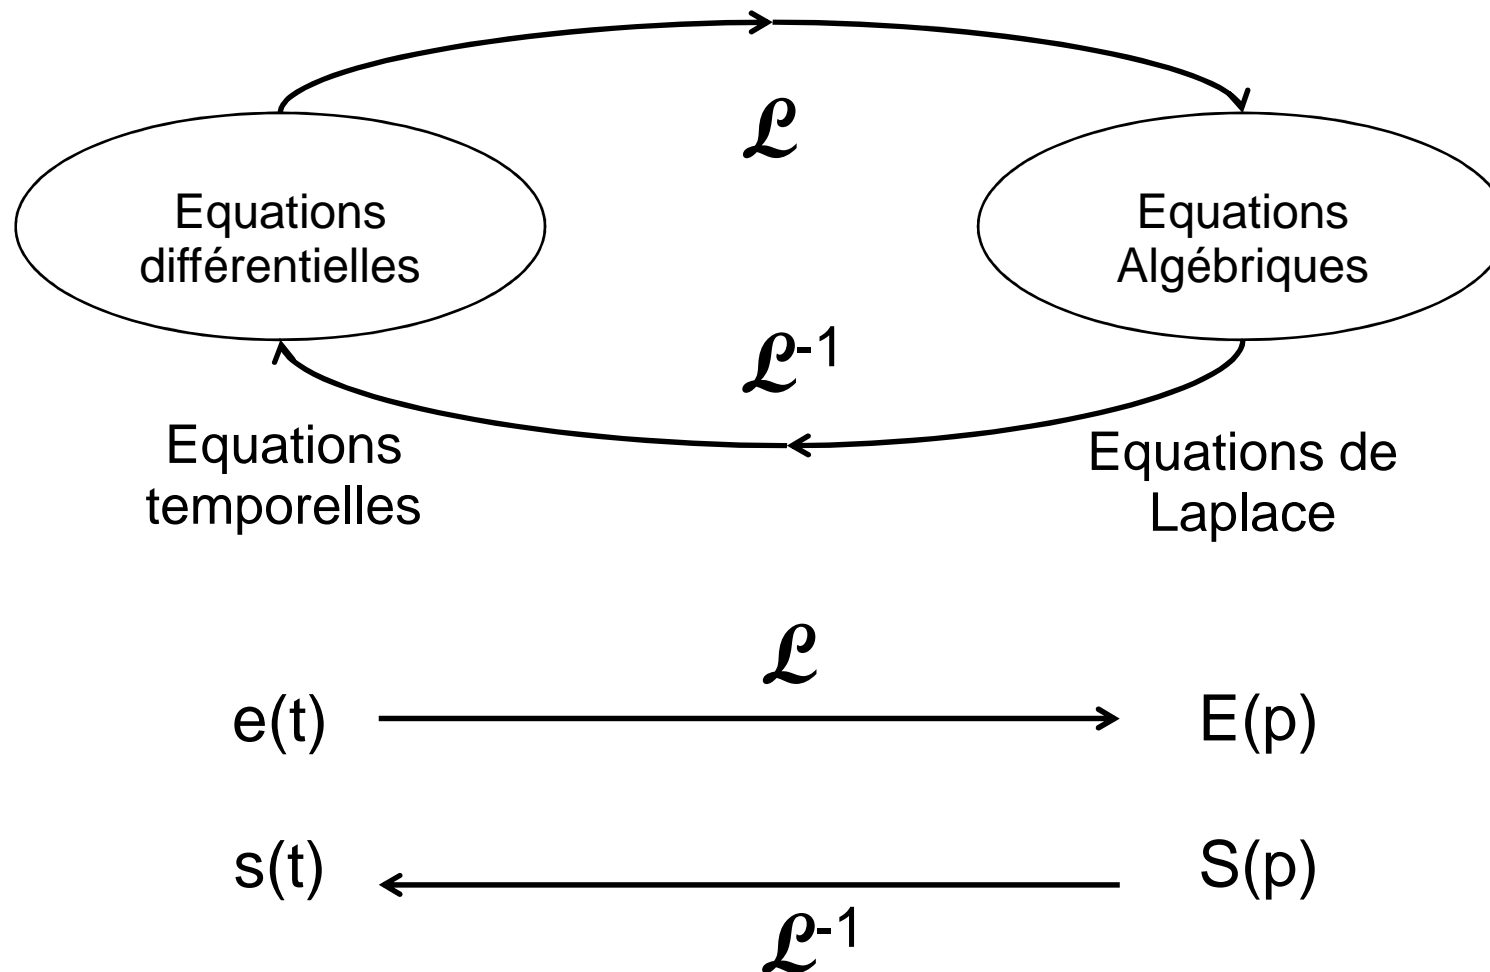 ℒ
Equations
différentielles
Equations
Algébriques
ℒ-1
Equations
temporelles
Equations de
Laplace
ℒ
e(t)
E(p)
s(t)
S(p)
ℒ-1